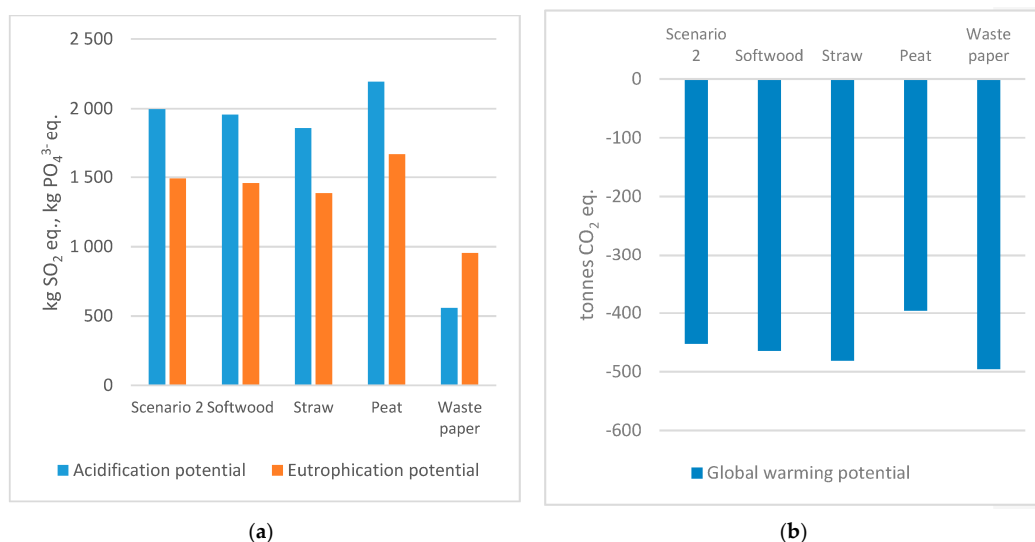 2 500
2 000
1 500
1 000
500
0
kg SO2 eq., kg PO4 3- eq.
Scenario 2 Softwood Straw Peat Waste
paper
Acidification potential Eutrophication potential
(a)
Scenario Waste
2 Softwood Straw Peat paper
0
-100
-200
-300
-400
-500
-600
tonnes CO2 eq.
Global warming potential
(b)